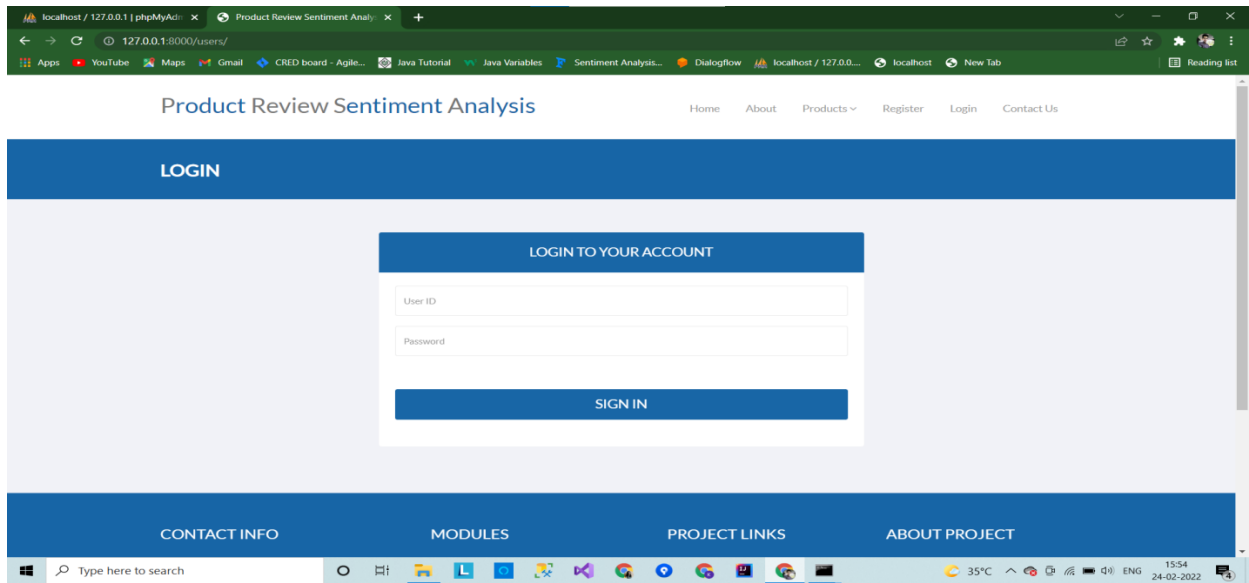 localhost / 127.0.0.1 | phpMyAdn
Product Review Sentiment Analy
127.0.0.1:8000/users/
Apps YouTube Maps Gmail CRED board - Agile... Java Tutorial Java Variables Sentiment Analysis... Dialogflow localhost / 127.0.0.... localhost New Tab Reading list
Product Review Sentiment Analysis
Home About Products Register Login Contact Us
LOGIN
LOGIN TO YOUR ACCOUNT
User ID
Password
SIGN IN
CONTACT INFO MODULES PROJECT LINKS ABOUT PROJECT
Type here to search
35°C ENG 15:54
24-02-2022
4